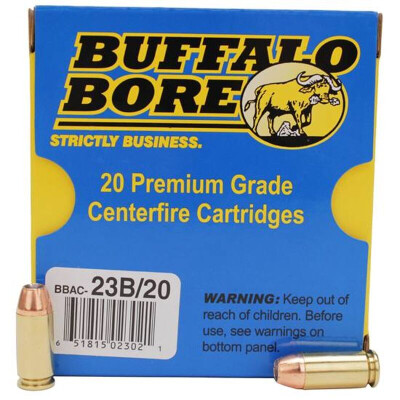 BUFFALO
BORE
STRICTLY BUSINESS.
20 Premium Grade
Centerfire Cartridges
BBAC- 23B/20
6 51815 02302 1
WARNING: Keep out of
reach of children. Before
use, see warnings on
bottom panel.